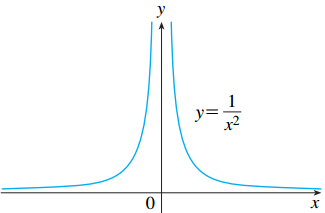 y
y = 1/x²
0
x